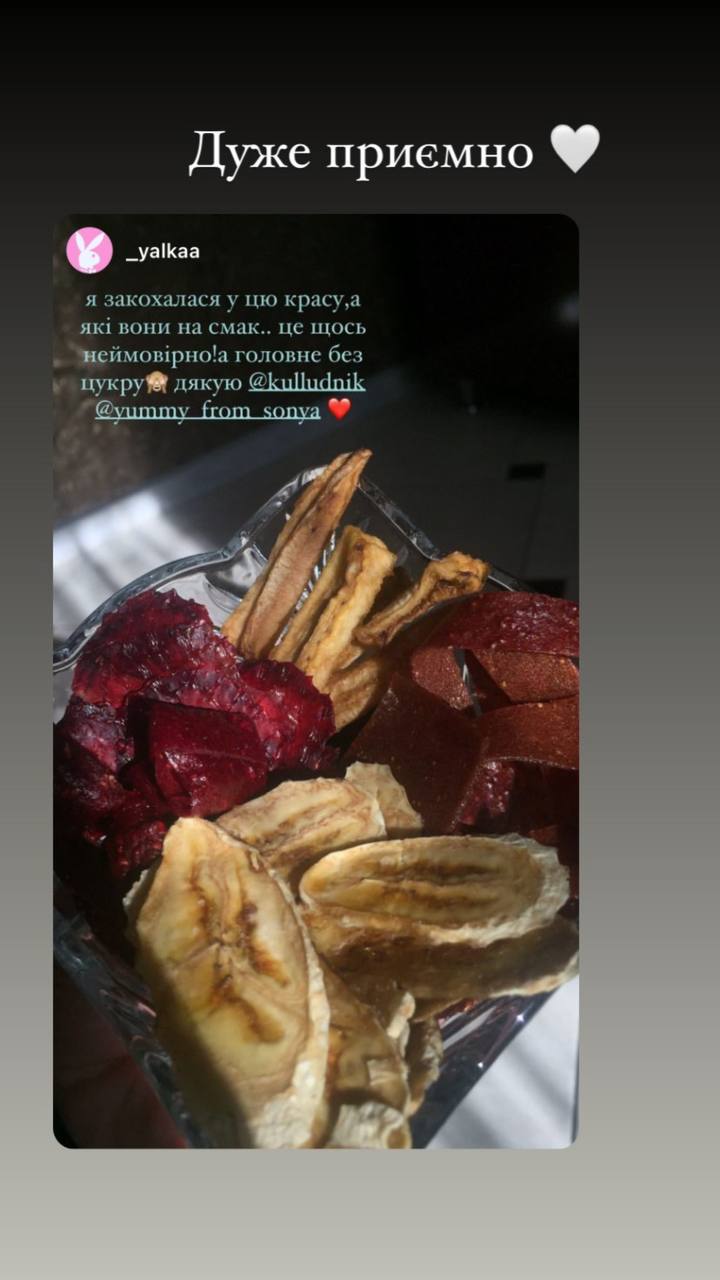 Дуже приємно 🤍
_yalkaa
я закохалася у цю красу,а
які вони на смак.. це щось
неймовірно!а головне без
цукру🙈 дякую @kulludnik
@yummy_from_sonya ❤️